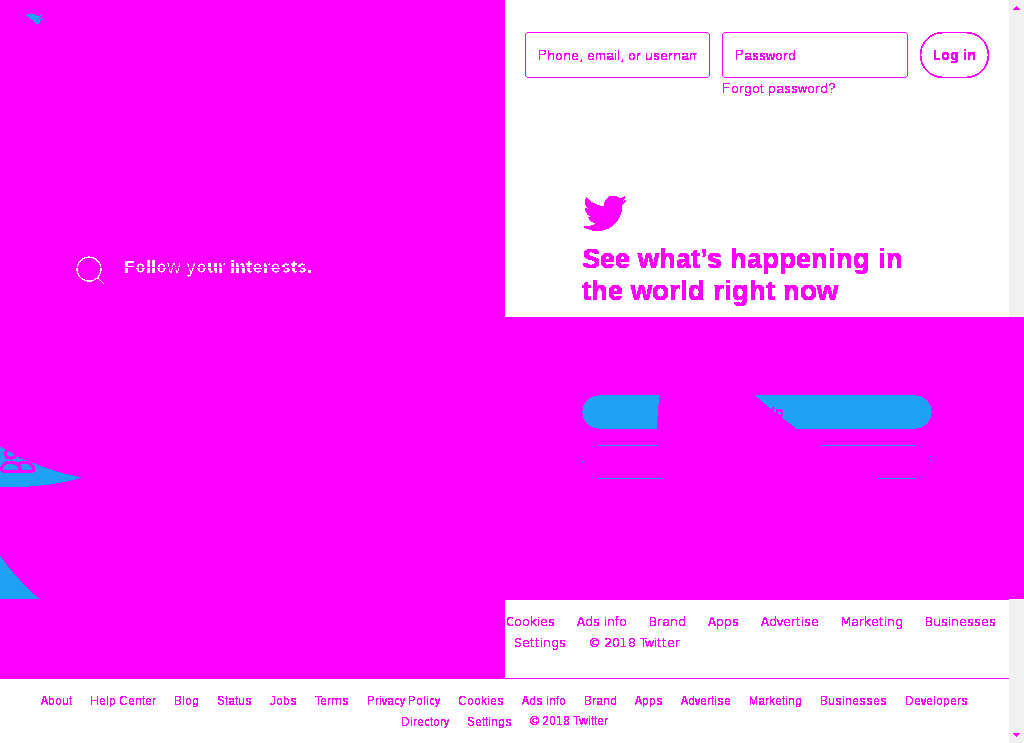 Phone, email, or usernam
Password
Log in
Forgot password?
Follow your interests.
See what's happening in
the world right now
Cookies Ads info Brand Apps Advertise Marketing Businesses
Settings © 2018 Twitter
About Help Center Blog Status Jobs Terms Privacy Policy Cookies Ads info Brand Apps Advertise Marketing Businesses Developers
Directory Settings © 2018 Twitter